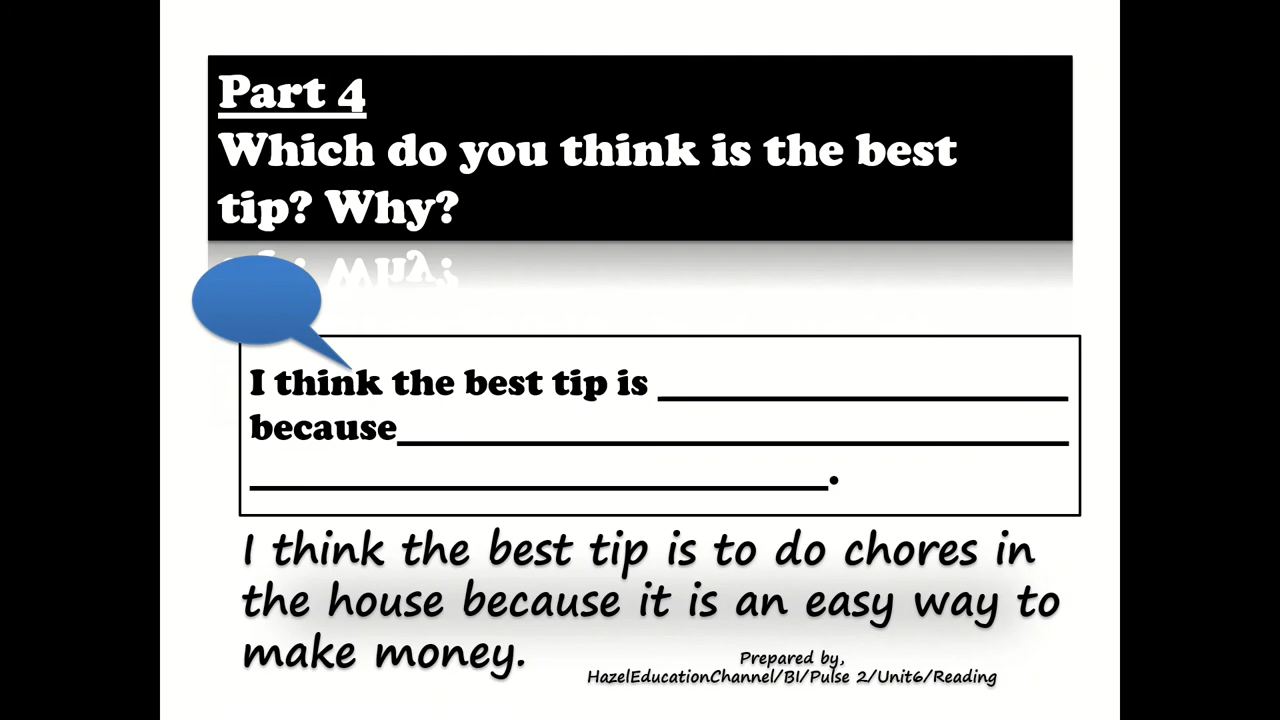 Part 4
Which do you think is the best
tip? Why?
I think the best tip is ____________________
because____________________
____________________.
I think the best tip is to do chores in
the house because it is an easy way to
make money.
Prepared by,
HazelEducationChannel/BI/Pulse 2/Unit6/Reading